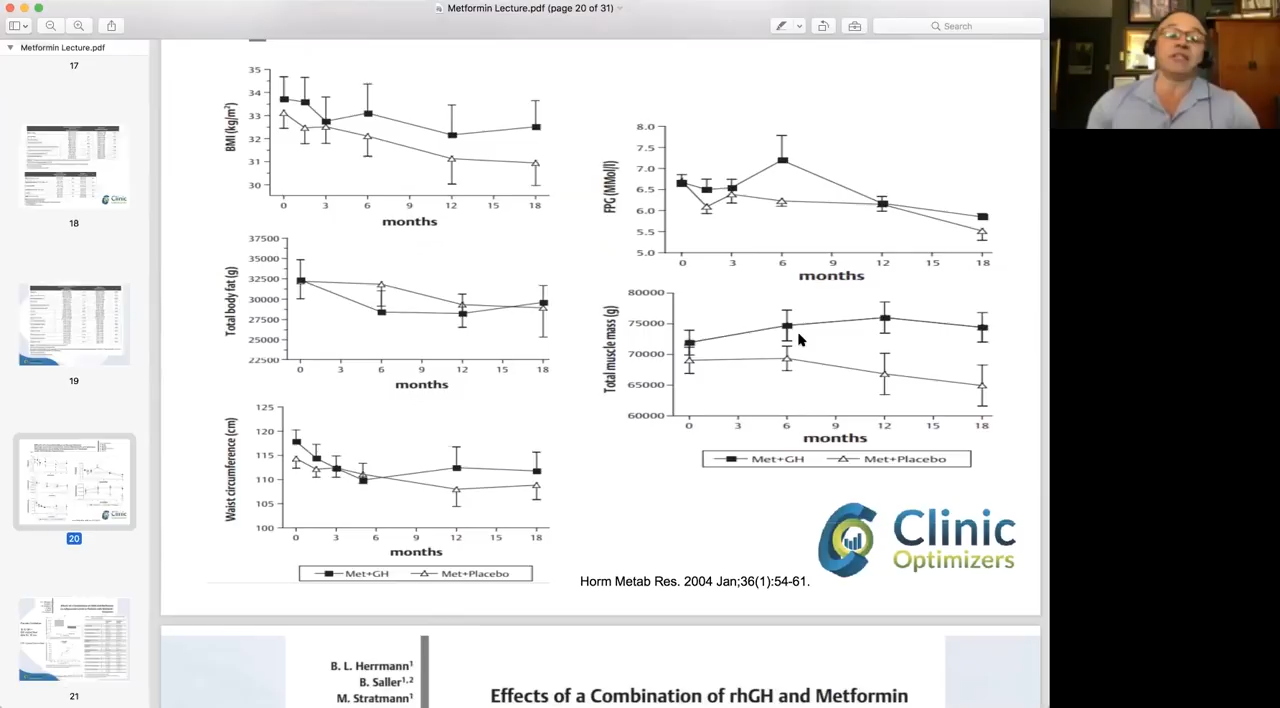 Metformin Lecture.pdf (page 20 of 31)
Search
Metformin Lecture.pdf
17
18
19
20
21
BMI (kg/m²)
35
34
33
32
31
30
0 3 6 9 12 15 18
months
Total body fat (g)
37500
35000
32500
30000
27500
25000
22500
0 3 6 9 12 15 18
months
Waist circumference (cm)
125
120
115
110
105
100
0 3 6 9 12 15 18
months
Met+GH Met+Placebo
FPG (MMol/l)
8.0
7.5
7.0
6.5
6.0
5.5
5.0
0 3 6 9 12 15 18
months
Total muscle mass (g)
80000
75000
70000
65000
60000
0 3 6 9 12 15 18
months
Met+GH Met+Placebo
Clinic
Optimizers
Horm Metab Res. 2004 Jan;36(1):54-61.
B. L. Herrmann¹
B. Saller¹,²
M. Stratmann¹
Effects of a Combination of rhGH and Metformin